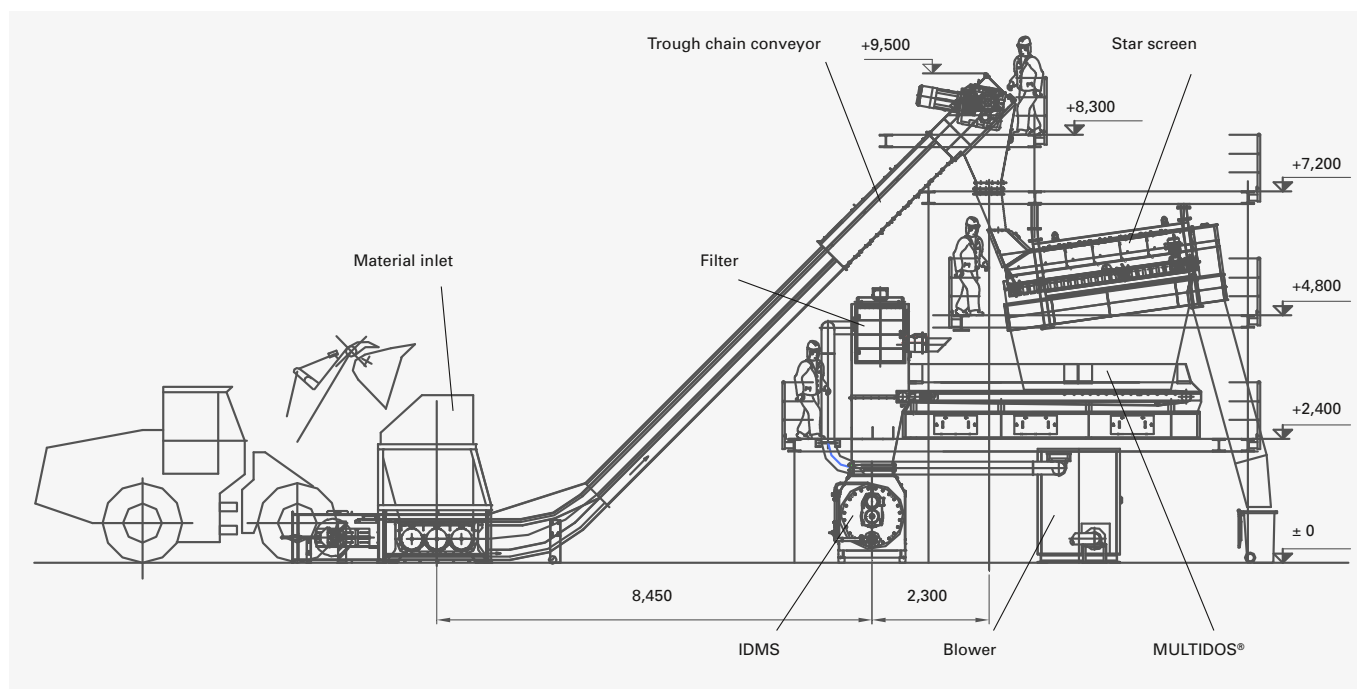 Trough chain conveyor
+9,500
Star screen
+8,300
+7,200
Material inlet
Filter
+4,800
+2,400
± 0
8,450
2,300
IDMS
Blower
MULTIDOS®